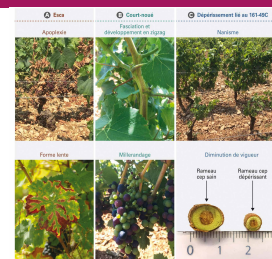 A Esca
B Court-noué
C Dépérissement lié au 161-49C
Apoplexie
Fasciation et
développement en zigzag
Nanisme
Forme lente
Millerandage
Diminution de vigueur
Rameau
cep sain
Rameau cep
dépérissant
0 1 2